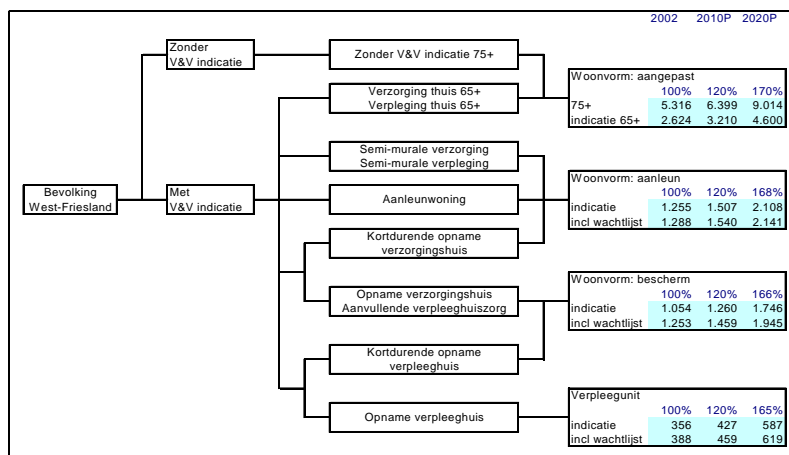 2002 2010P 2020P
Zonder
V&V indicatie
Zonder V&V indicatie 75+
Woonvorm: aangepast
100% 120% 170%
75+ 5.316 6.399 9.014
indicatie 65+ 2.624 3.210 4.600
Verzorging thuis 65+
Verpleging thuis 65+
Semi-murale verzorging
Semi-murale verpleging
Woonvorm: aanleun
100% 120% 168%
indicatie 1.255 1.507 2.108
incl wachtlijst 1.288 1.540 2.141
Bevolking
West-Friesland
Met
V&V indicatie
Aanleunwoning
Kortdurende opname
verzorgingshuis
Woonvorm: bescherm
100% 120% 166%
indicatie 1.054 1.260 1.746
incl wachtlijst 1.253 1.459 1.945
Opname verzorgingshuis
Aanvullende verpleeghuiszorg
Kortdurende opname
verpleeghuis
Verpleegunit
100% 120% 165%
indicatie 356 427 587
incl wachtlijst 388 459 619
Opname verpleeghuis